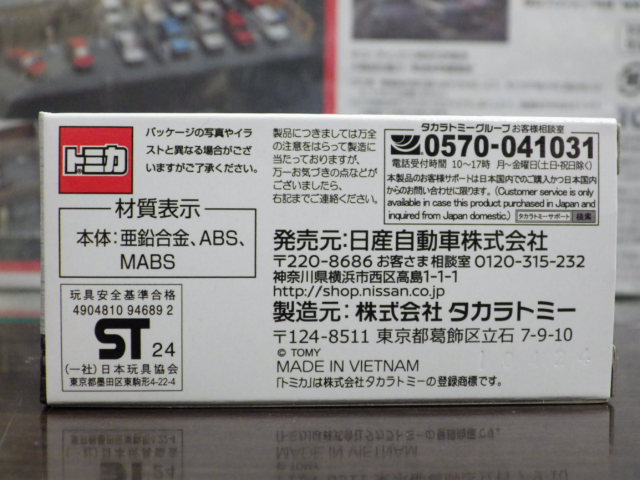 トミカ
パッケージの写真やイラ
ストと異なる場合がござ
いますがご了承ください。
製品につきましては万全
の注意をはらって製造に
当たっておりますが、
万一お気づきの点などが
ございましたら、
右記までご連絡ください。
タカラトミーグループ お客様相談室
0570-041031
電話受付時間 10〜17時 月〜金曜日(土・日・祝日除く)
本製品のお客様サポートは日本国内でのご購入かつ日本国内
からのお問い合わせに限ります。(Customer service is only
available in case this product purchased in Japan and
inquired from Japan domestic.) タカラトミーサポート 検索
材質表示
本体:亜鉛合金、ABS、
MABS
発売元:日産自動車株式会社
〒220-8686 お客さま相談室 0120-315-232
神奈川県横浜市西区高島1-1-1
http://shop.nissan.co.jp
製造元:株式会社 タカラトミー
〒124-8511 東京都葛飾区立石 7-9-10
© TOMY
MADE IN VIETNAM
「トミカ」は株式会社タカラトミーの登録商標です。
玩具安全基準合格
4904810 94689 2
ST 24
(一社)日本玩具協会
東京都墨田区東駒形4-22-4